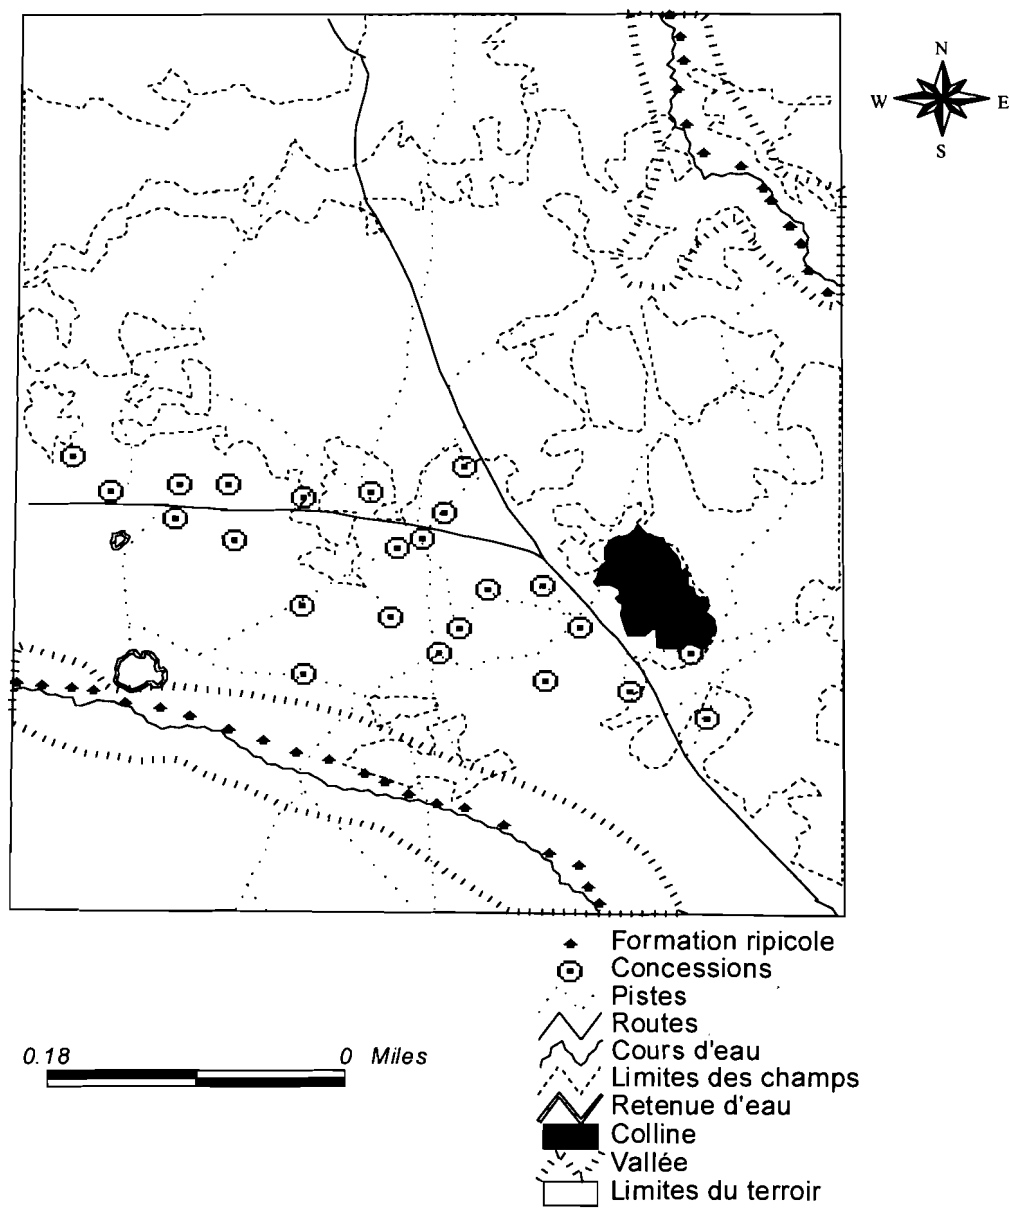 N
W E
S
Formation ripicole
Concessions
Pistes
Routes
Cours d'eau
Limites des champs
Retenue d'eau
Colline
Vallée
Limites du terroir
0.18 0 Miles